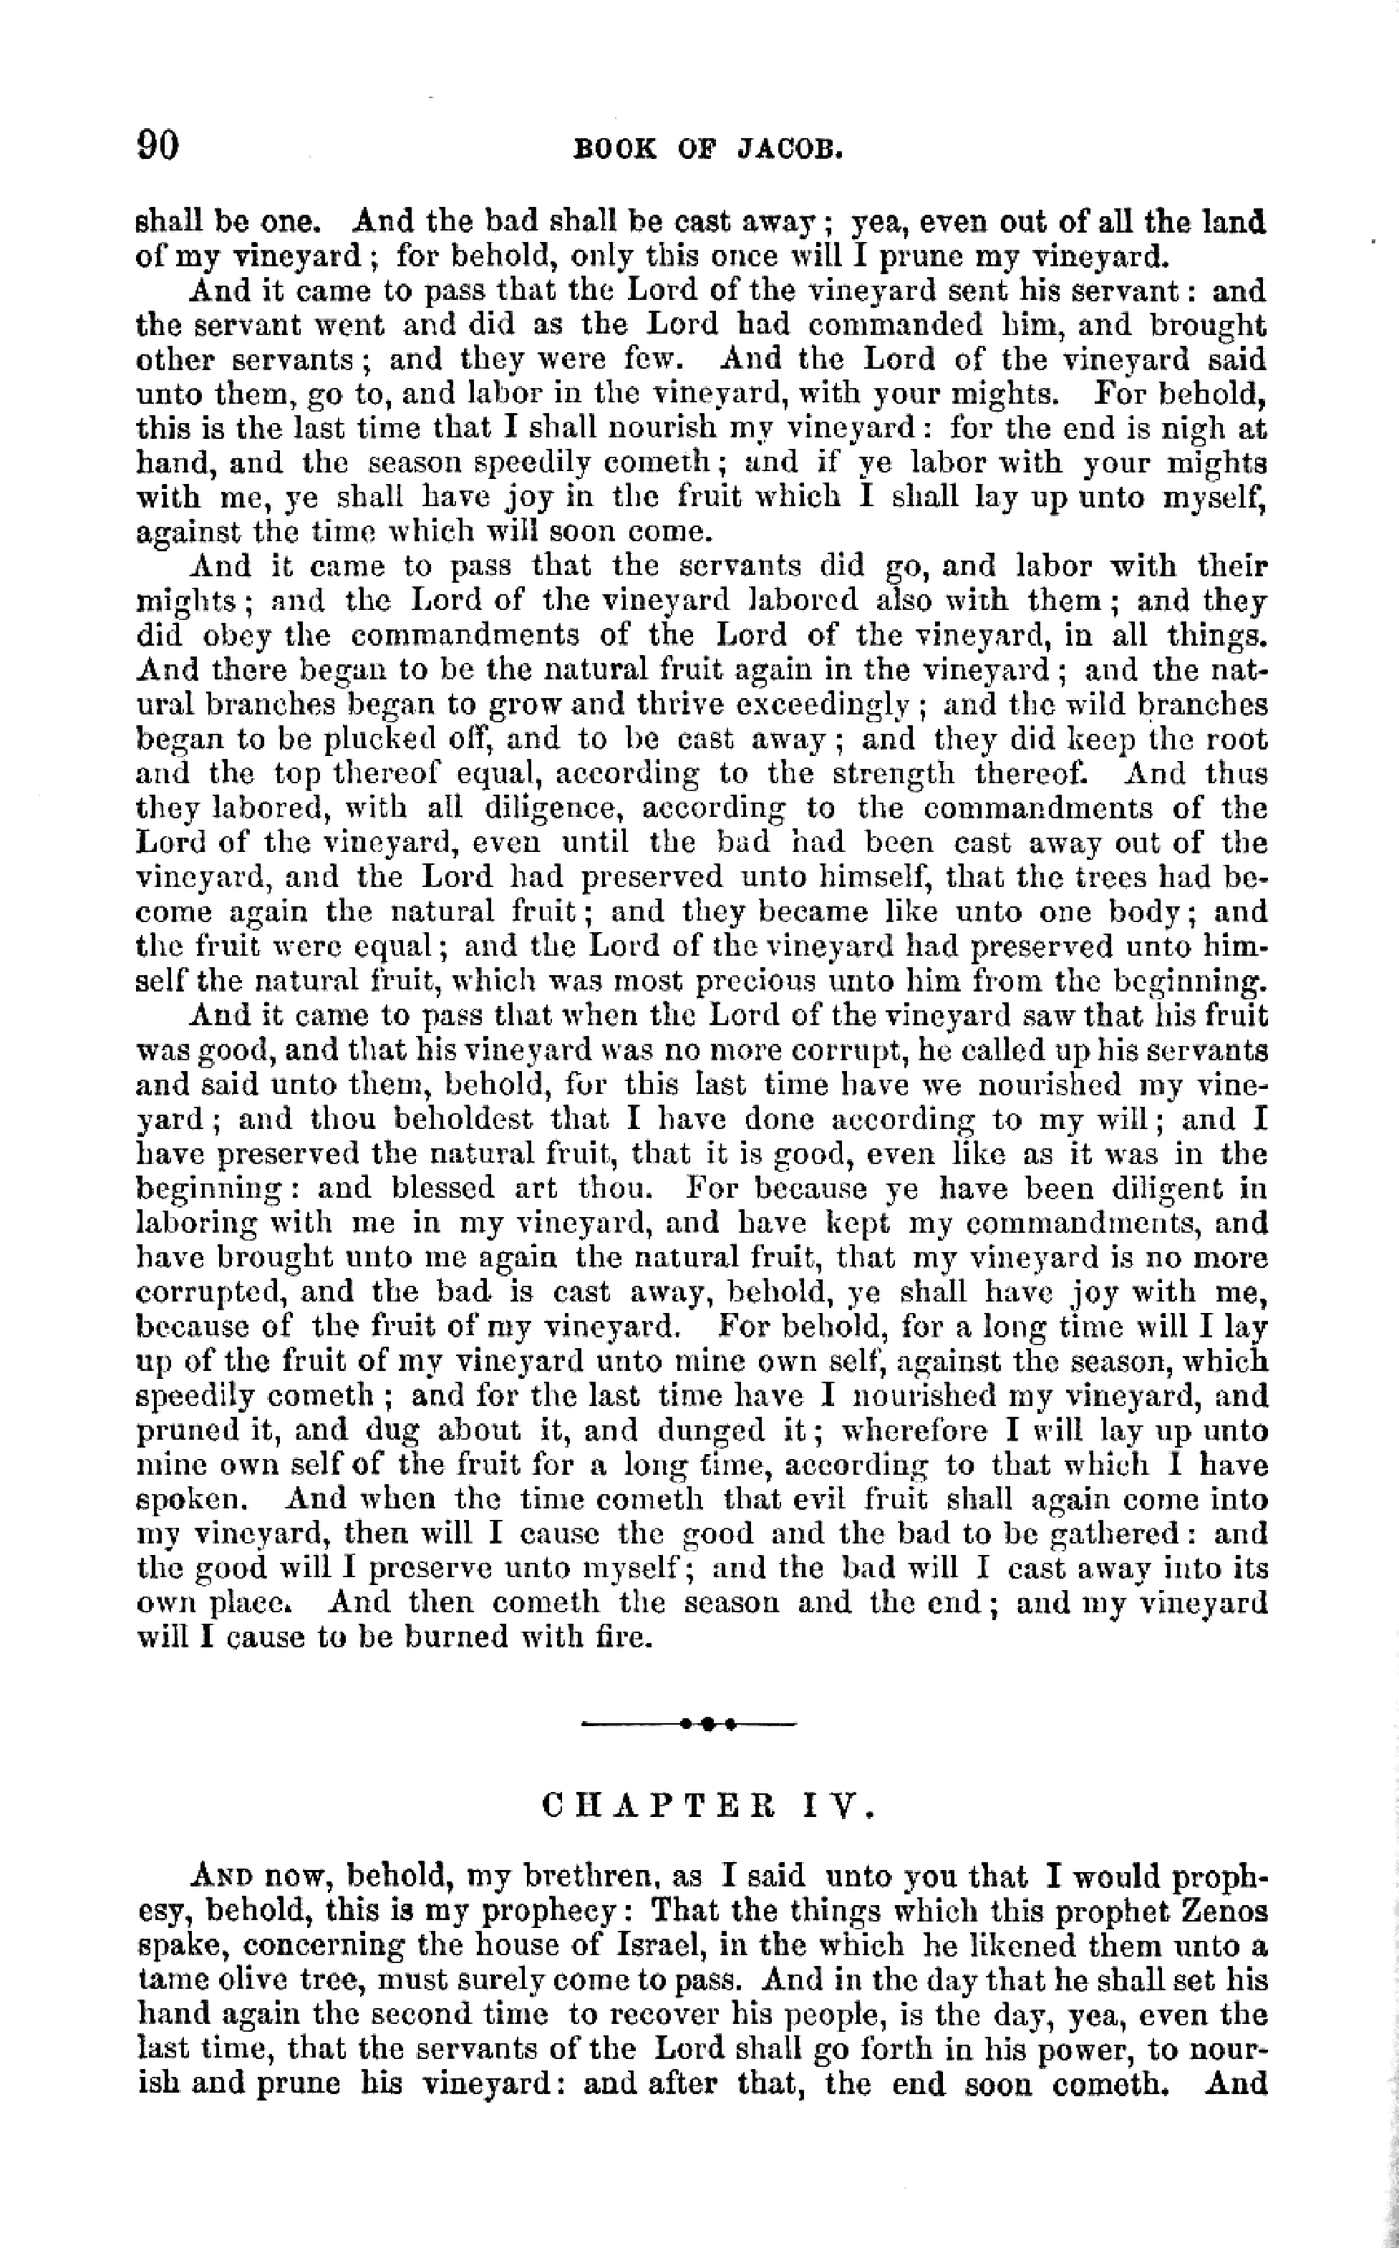 90 BOOK OF JACOB.
shall be one. And the bad shall be cast away; yea, even out of all the land
of my vineyard; for behold, only this once will I prune my vineyard.
And it came to pass that the Lord of the vineyard sent his servant: and
the servant went and did as the Lord had commanded him, and brought
other servants; and they were few. And the Lord of the vineyard said
unto them, go to, and labor in the vineyard, with your mights. For behold,
this is the last time that I shall nourish my vineyard: for the end is nigh at
hand, and the season speedily cometh; and if ye labor with your mights
with me, ye shall have joy in the fruit which I shall lay up unto myself,
against the time which will soon come.
And it came to pass that the servants did go, and labor with their
mights; and the Lord of the vineyard labored also with them; and they
did obey the commandments of the Lord of the vineyard, in all things.
And there began to be the natural fruit again in the vineyard; and the nat-
ural branches began to grow and thrive exceedingly; and the wild branches
began to be plucked off, and to be cast away; and they did keep the root
and the top thereof equal, according to the strength thereof. And thus
they labored, with all diligence, according to the commandments of the
Lord of the vineyard, even until the bad had been cast away out of the
vineyard, and the Lord had preserved unto himself, that the trees had be-
come again the natural fruit; and they became like unto one body; and
the fruit were equal; and the Lord of the vineyard had preserved unto him-
self the natural fruit, which was most precious unto him from the beginning.
And it came to pass that when the Lord of the vineyard saw that his fruit
was good, and that his vineyard was no more corrupt, he called up his servants
and said unto them, behold, for this last time have we nourished my vine-
yard; and thou beholdest that I have done according to my will; and I
have preserved the natural fruit, that it is good, even like as it was in the
beginning: and blessed art thou. For because ye have been diligent in
laboring with me in my vineyard, and have kept my commandments, and
have brought unto me again the natural fruit, that my vineyard is no more
corrupted, and the bad is cast away, behold, ye shall have joy with me,
because of the fruit of my vineyard. For behold, for a long time will I lay
up of the fruit of my vineyard unto mine own self, against the season, which
speedily cometh; and for the last time have I nourished my vineyard, and
pruned it, and dug about it, and dunged it; wherefore I will lay up unto
mine own self of the fruit for a long time, according to that which I have
spoken. And when the time cometh that evil fruit shall again come into
my vineyard, then will I cause the good and the bad to be gathered: and
the good will I preserve unto myself; and the bad will I cast away into its
own place. And then cometh the season and the end; and my vineyard
will I cause to be burned with fire.
CHAPTER IV.
AND now, behold, my brethren, as I said unto you that I would proph-
esy, behold, this is my prophecy: That the things which this prophet Zenos
spake, concerning the house of Israel, in the which he likened them unto a
tame olive tree, must surely come to pass. And in the day that he shall set his
hand again the second time to recover his people, is the day, yea, even the
last time, that the servants of the Lord shall go forth in his power, to nour-
ish and prune his vineyard: and after that, the end soon cometh. And